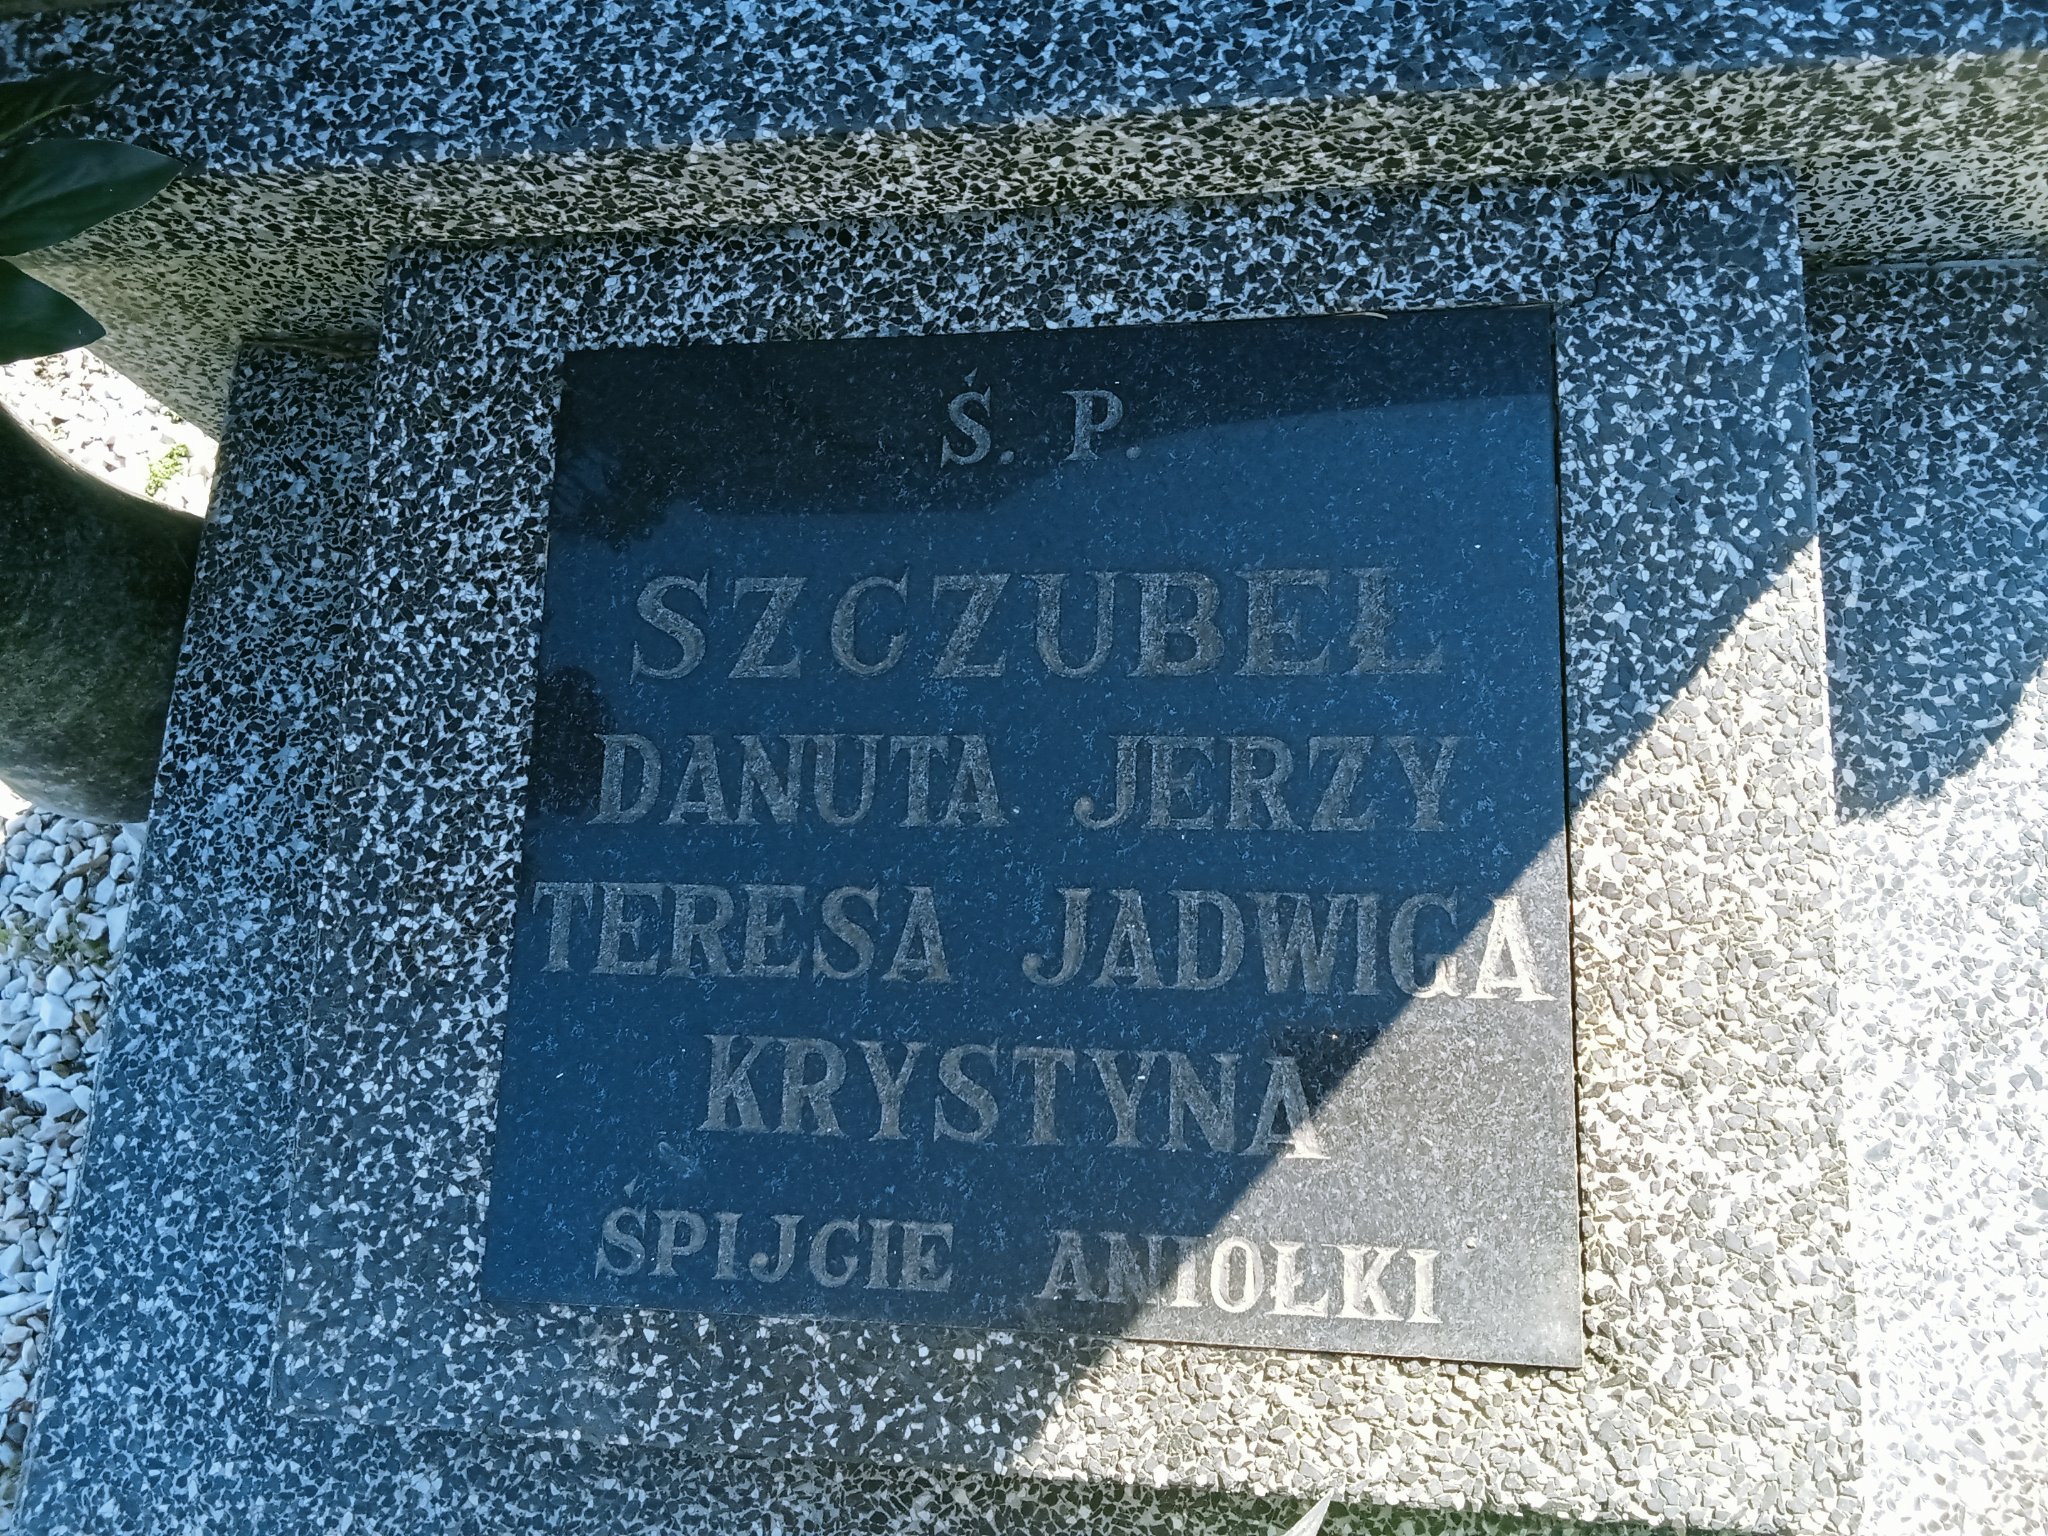 Ś. P.
SZCZUBEŁ
DANUTA JERZY
TERESA JADWIGA
KRYSTYNA
ŚPIJCIE ANIOŁKI